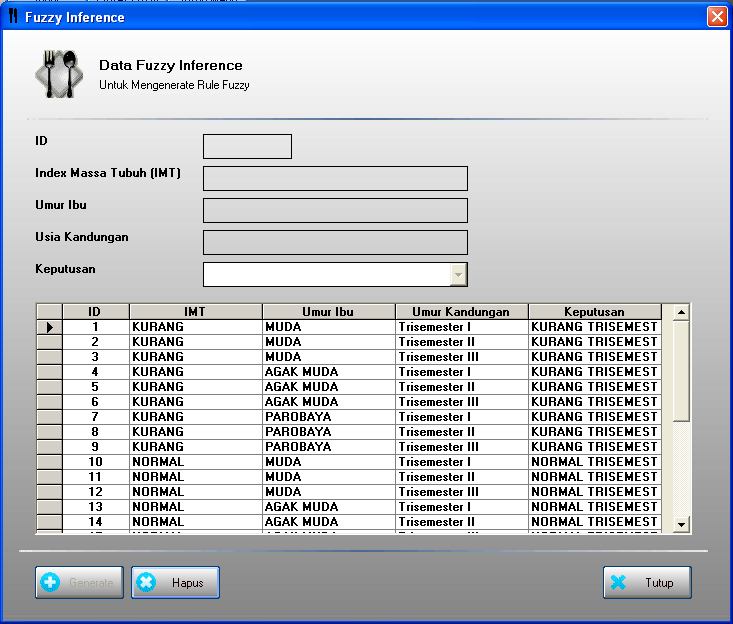 Fuzzy Inference
Data Fuzzy Inference
Untuk Mengenerate Rule Fuzzy
ID
Index Massa Tubuh (IMT)
Umur Ibu
Usia Kandungan
Keputusan
ID IMT Umur Ibu Umur Kandungan Keputusan
1 KURANG MUDA Trisemester I KURANG TRISEMEST
2 KURANG MUDA Trisemester II KURANG TRISEMEST
3 KURANG MUDA Trisemester III KURANG TRISEMEST
4 KURANG AGAK MUDA Trisemester I KURANG TRISEMEST
5 KURANG AGAK MUDA Trisemester II KURANG TRISEMEST
6 KURANG AGAK MUDA Trisemester III KURANG TRISEMEST
7 KURANG PAROBAYA Trisemester I KURANG TRISEMEST
8 KURANG PAROBAYA Trisemester II KURANG TRISEMEST
9 KURANG PAROBAYA Trisemester III KURANG TRISEMEST
10 NORMAL MUDA Trisemester I NORMAL TRISEMEST
11 NORMAL MUDA Trisemester II NORMAL TRISEMEST
12 NORMAL MUDA Trisemester III NORMAL TRISEMEST
13 NORMAL AGAK MUDA Trisemester I NORMAL TRISEMEST
14 NORMAL AGAK MUDA Trisemester II NORMAL TRISEMEST
Generate Hapus Tutup